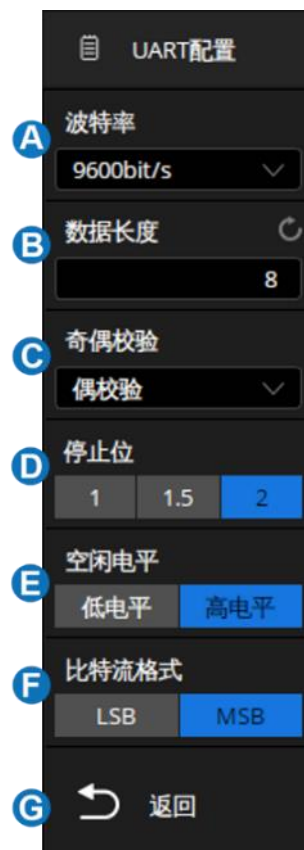 UART配置
A
波特率
9600bit/s
B
数据长度
8
C
奇偶校验
偶校验
D
停止位
1 1.5 2
E
空闲电平
低电平 高电平
F
比特流格式
LSB MSB
G
返回